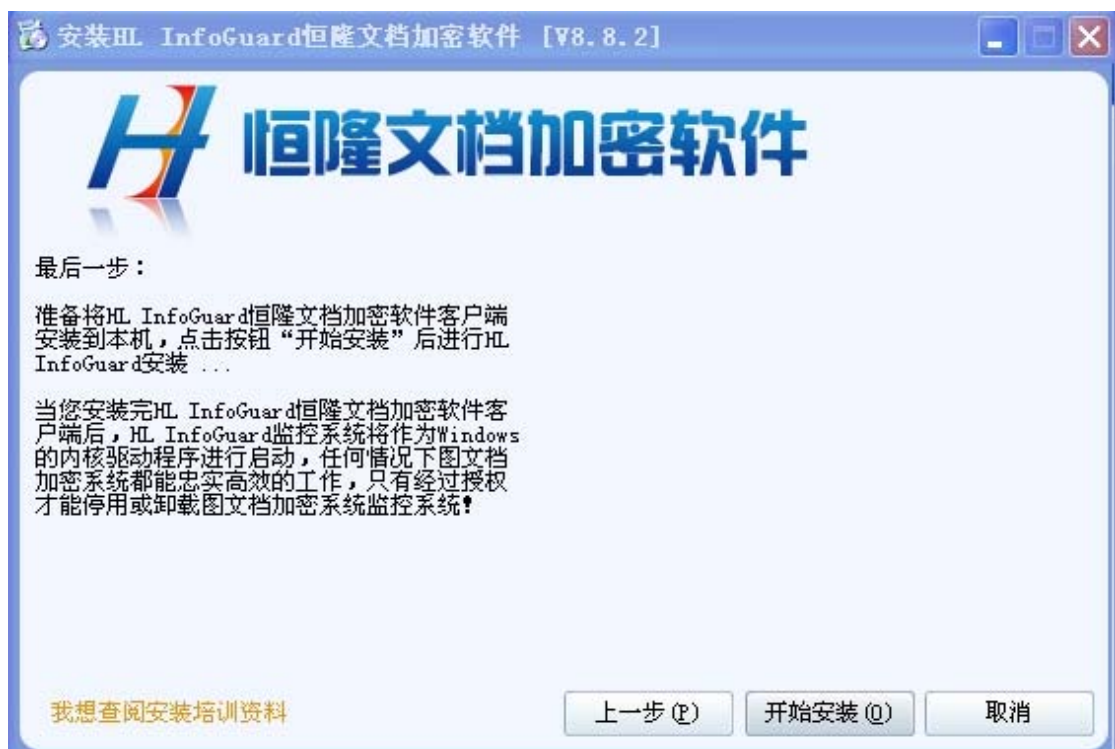 安装HL InfoGuard恒隆文档加密软件 [V8.8.2]
恒隆文档加密软件
最后一步：
准备将HL InfoGuard恒隆文档加密软件客户端
安装到本机，点击按钮“开始安装”后进行HL
InfoGuard安装 ...
当您安装完HL InfoGuard恒隆文档加密软件客
户端后，HL InfoGuard监控系统将作为Windows
的内核驱动程序进行启动，任何情况下图文档
加密系统都能忠实高效的工作，只有经过授权
才能停用或卸载图文档加密系统监控系统！
我想查阅安装培训资料
上一步(P)
开始安装(O)
取消